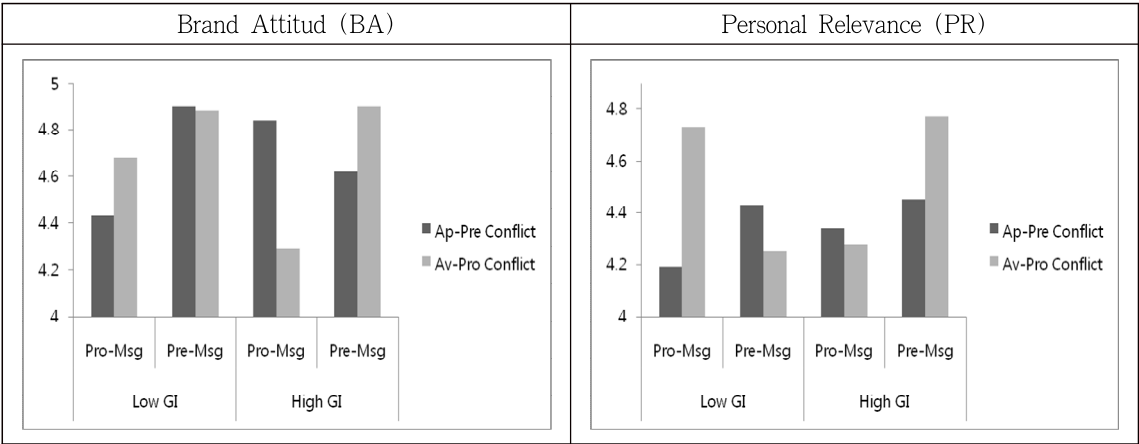 Brand Attitud (BA)
Personal Relevance (PR)
5
4.8
4.6
4.4
4.2
4
Ap-Pre Conflict
Av-Pro Conflict
Pro-Msg Pre-Msg Pro-Msg Pre-Msg
Low GI High GI
4.8
4.6
4.4
4.2
4
Ap-Pre Conflict
Av-Pro Conflict
Pro-Msg Pre-Msg Pro-Msg Pre-Msg
Low GI High GI